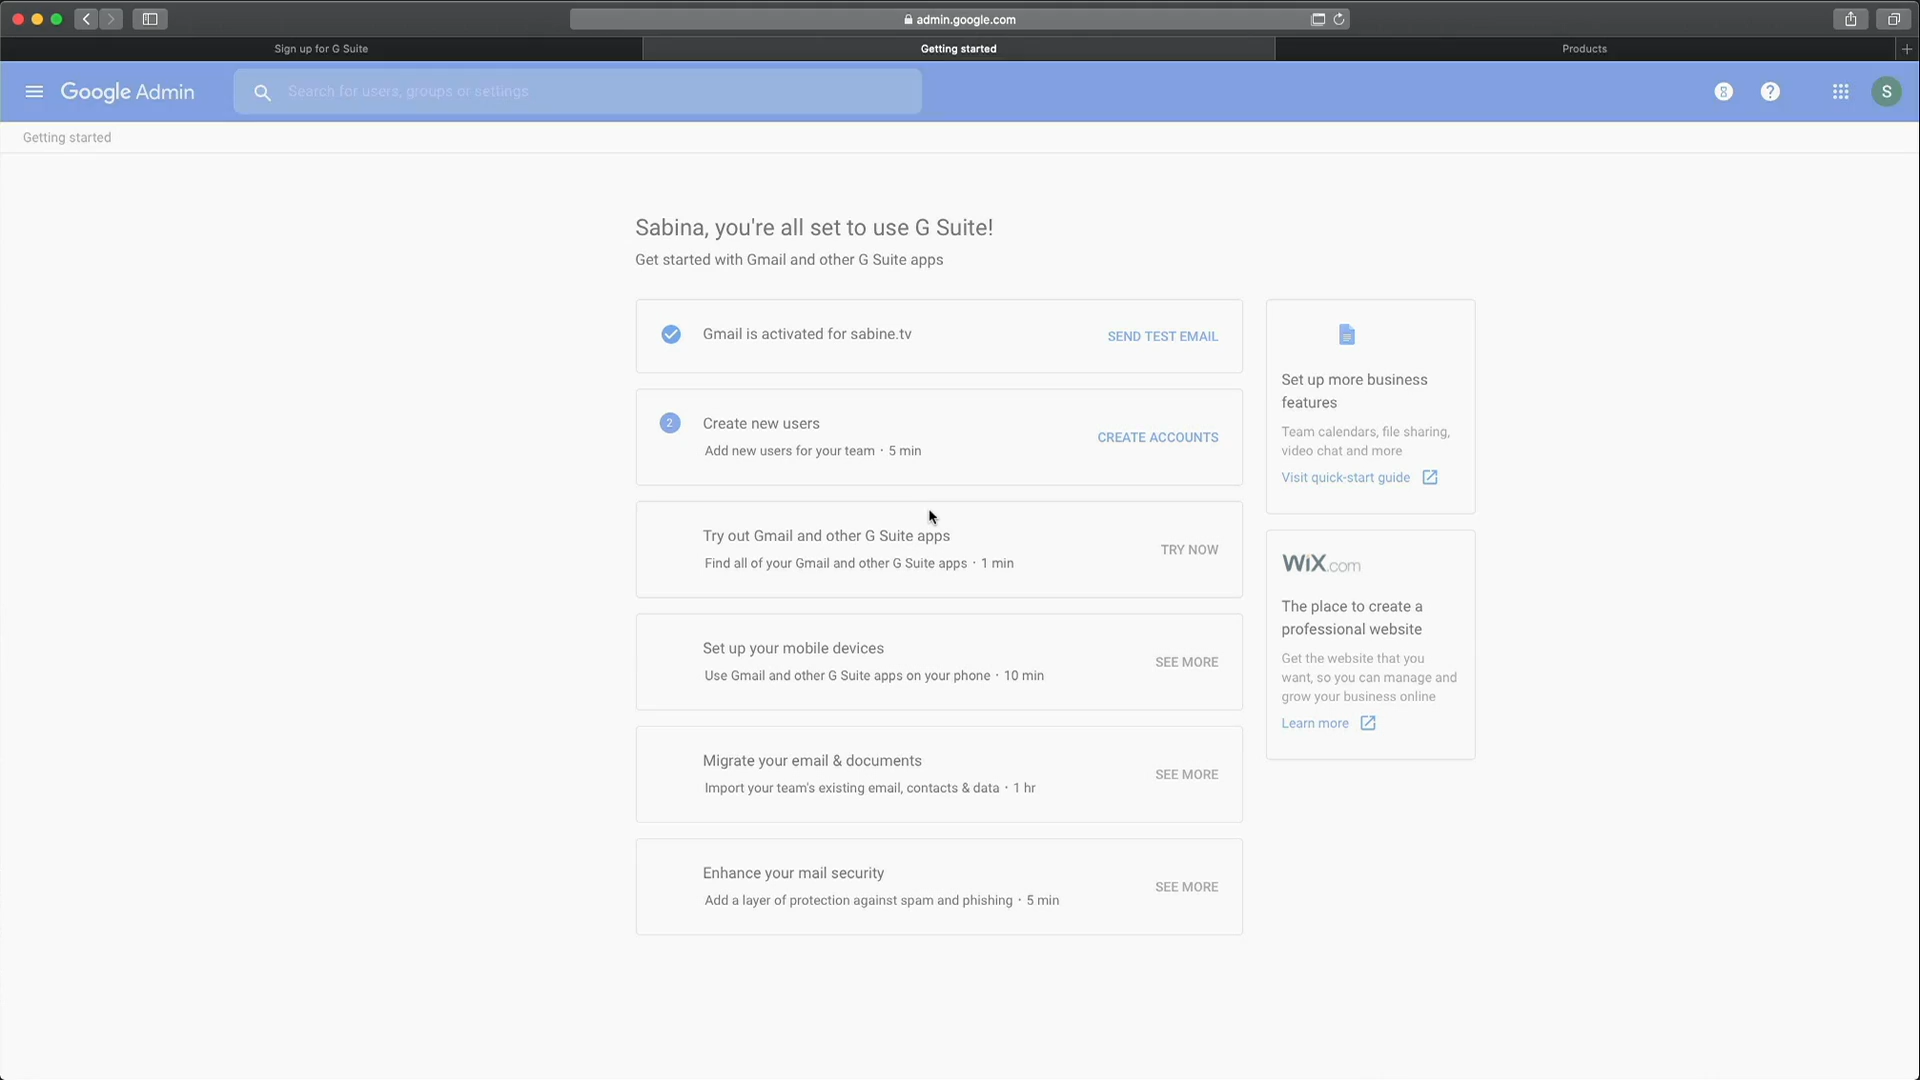 admin.google.com
Sign up for G Suite
Getting started
Products
Google Admin
Search for users, groups or settings
S
Getting started
Sabina, you're all set to use G Suite!
Get started with Gmail and other G Suite apps
Gmail is activated for sabine.tv
SEND TEST EMAIL
2
Create new users
Add new users for your team · 5 min
CREATE ACCOUNTS
Try out Gmail and other G Suite apps
Find all of your Gmail and other G Suite apps · 1 min
TRY NOW
Set up your mobile devices
Use Gmail and other G Suite apps on your phone · 10 min
SEE MORE
Migrate your email & documents
Import your team's existing email, contacts & data · 1 hr
SEE MORE
Enhance your mail security
Add a layer of protection against spam and phishing · 5 min
SEE MORE
Set up more business
features
Team calendars, file sharing,
video chat and more
Visit quick-start guide
WiX.com
The place to create a
professional website
Get the website that you
want, so you can manage and
grow your business online
Learn more